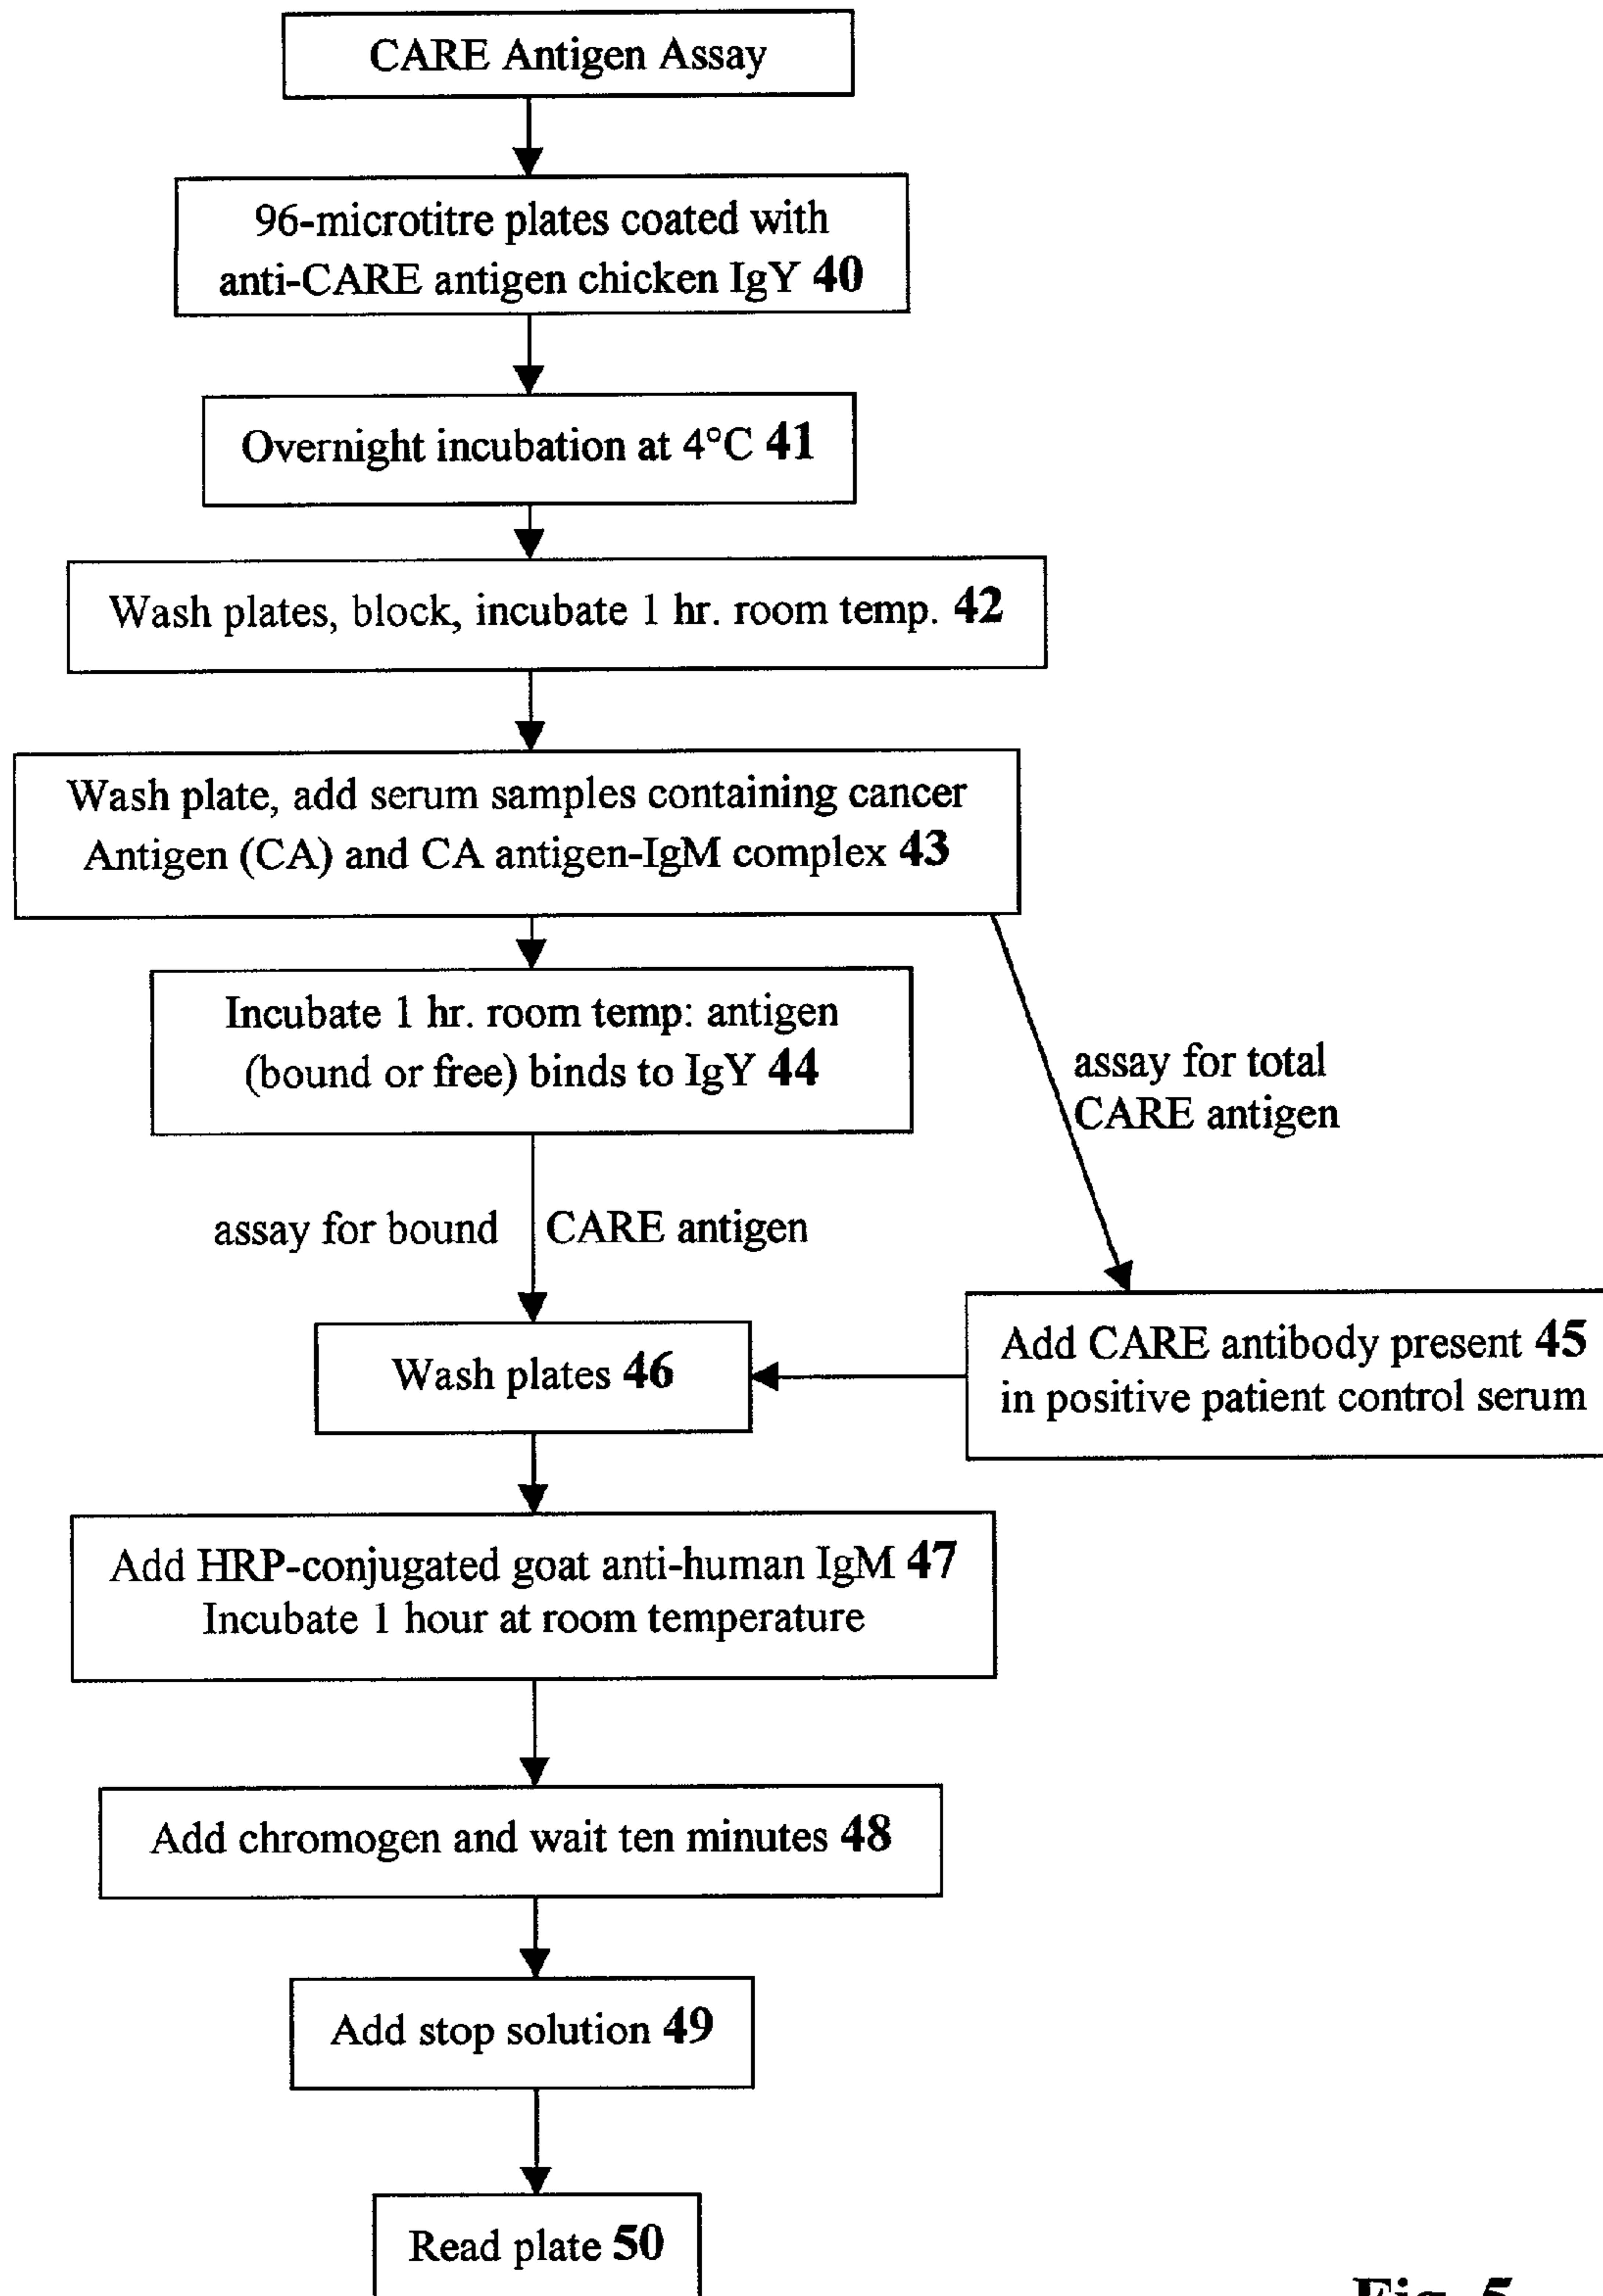 CARE Antigen Assay
96-microtitre plates coated with
anti-CARE antigen chicken IgY 40
Overnight incubation at 4°C 41
Wash plates, block, incubate 1 hr. room temp. 42
Wash plate, add serum samples containing cancer
Antigen (CA) and CA antigen-IgM complex 43
Incubate 1 hr. room temp: antigen
(bound or free) binds to IgY 44
assay for total
CARE antigen
assay for bound CARE antigen
Add CARE antibody present 45
in positive patient control serum
Wash plates 46
Add HRP-conjugated goat anti-human IgM 47
Incubate 1 hour at room temperature
Add chromogen and wait ten minutes 48
Add stop solution 49
Read plate 50
Fig. 5